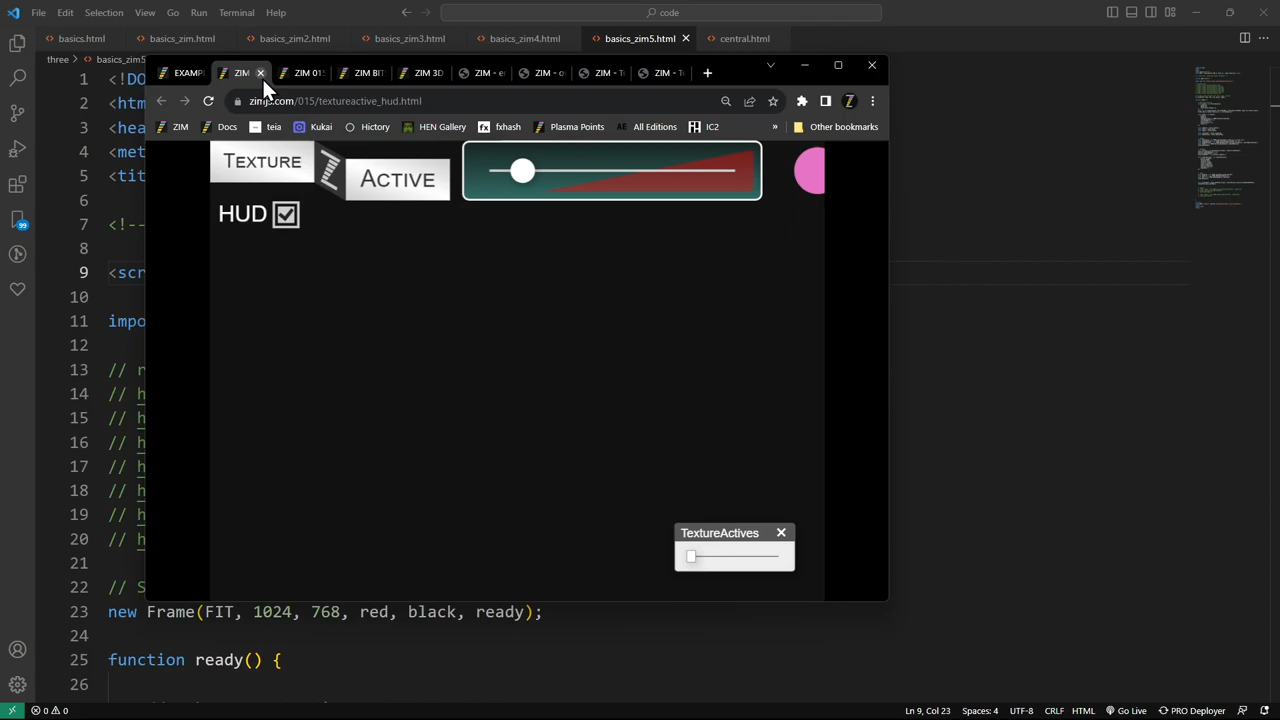 File Edit Selection View Go Run Terminal Help
code
basics.html basics_zim.html basics_zim2.html basics_zim3.html basics_zim4.html basics_zim5.html central.html
three > basics_zim5
EXAMP ZIM ZIM 01 ZIM BIT ZIM 3D ZIM - ZIM - ZIM - T ZIM - T
zimjs.com/015/textureactive_hud.html
ZIM Docs teia Kukai Hictory HEN Gallery fxhash Plasma Points All Editions IC2 » Other bookmarks
TEXTURE
ACTIVE
HUD
TextureActives
1 <!DO
2 <htm
3 <hea
4 <met
5 <tit
6
7 <!--
8
9 <scr
10
11 impo
12
13 // n
14 // h
15 // h
16 // h
17 // h
18 // h
19 // h
20 // h
21
22 // S
23 new Frame(FIT, 1024, 768, red, black, ready);
24
25 function ready() {
26
99
0 0
Ln 9, Col 23 Spaces: 4 UTF-8 CRLF HTML Go Live PRO Deployer